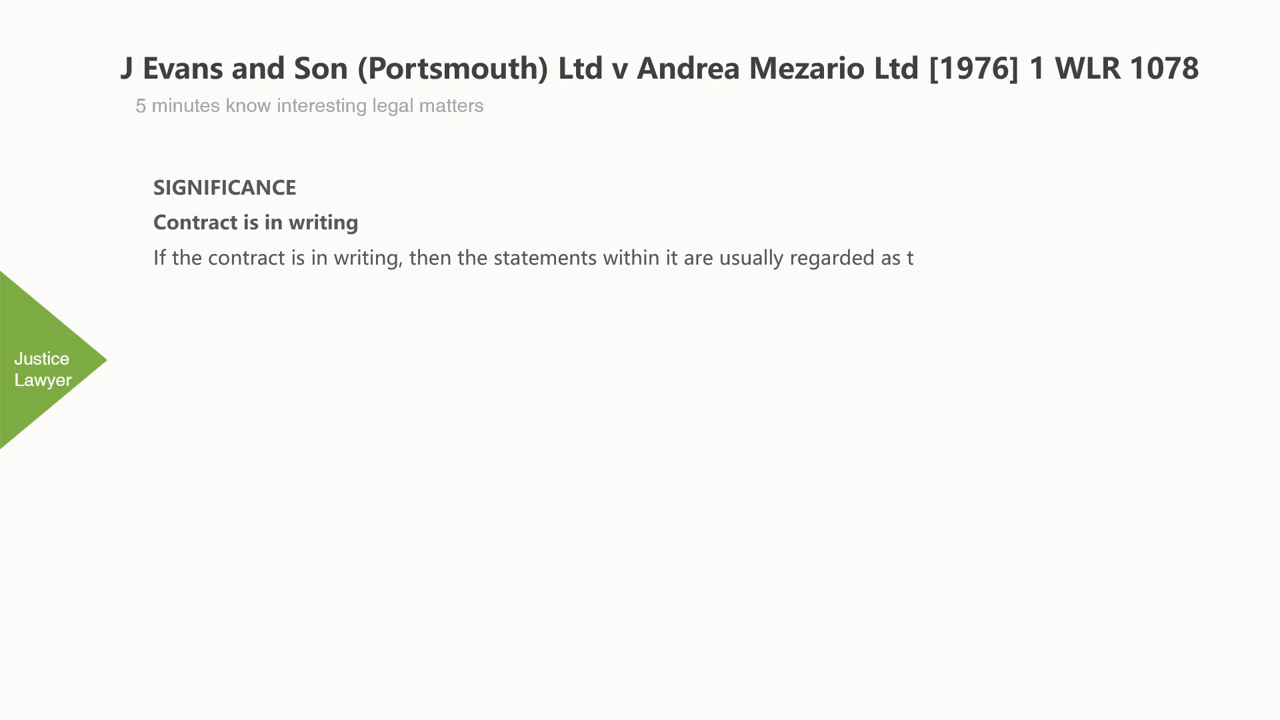 J Evans and Son (Portsmouth) Ltd v Andrea Mezario Ltd [1976] 1 WLR 1078
5 minutes know interesting legal matters
SIGNIFICANCE
Contract is in writing
If the contract is in writing, then the statements within it are usually regarded as t
Justice
Lawyer